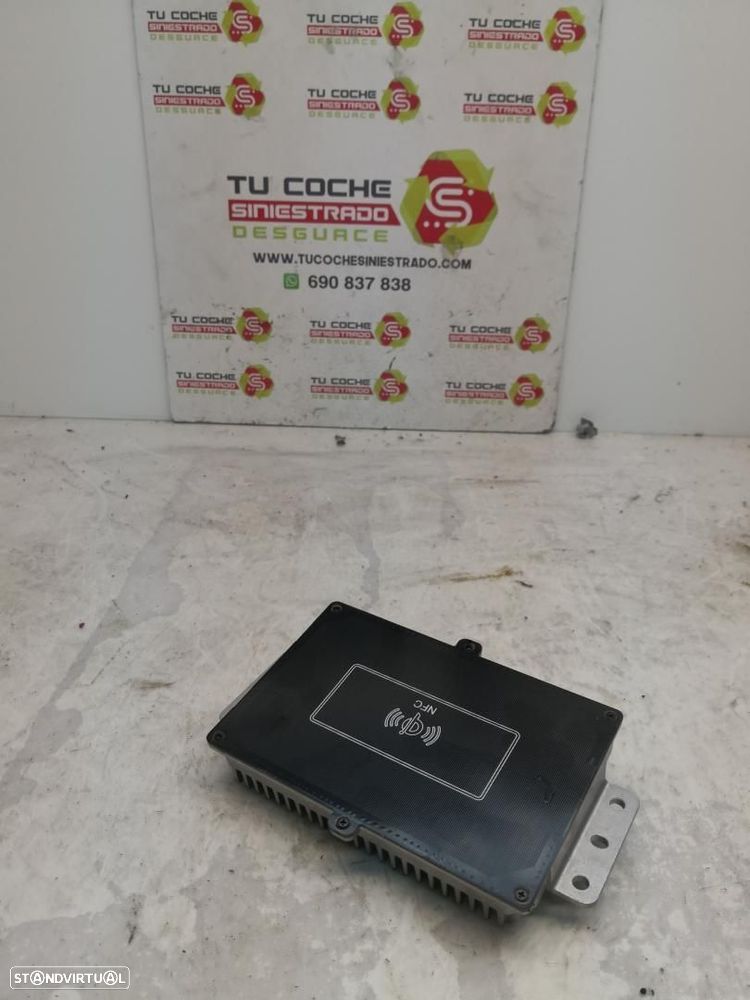 TU COCHE TU COCHE TU COCHE
SINIESTRADO SINIESTRADO SINIESTRADO
DESGUACE DESGUACE DESGUACE
TU COCHE TU COCHE TU COCHE
SINIESTRADO SINIESTRADO SINIESTRADO
DESGUACE DESGUACE DESGUACE
TU COCHE
SINIESTRADO
DESGUACE
WWW.TUCOCHESINIESTRADO.COM
690 837 838
TU COCHE TU COCHE TU COCHE
SINIESTRADO SINIESTRADO SINIESTRADO
DESGUACE DESGUACE DESGUACE
TU COCHE TU COCHE TU COCHE
SINIESTRADO SINIESTRADO SINIESTRADO
DESGUACE DESGUACE DESGUACE
NFC
STANDVIRTUAL